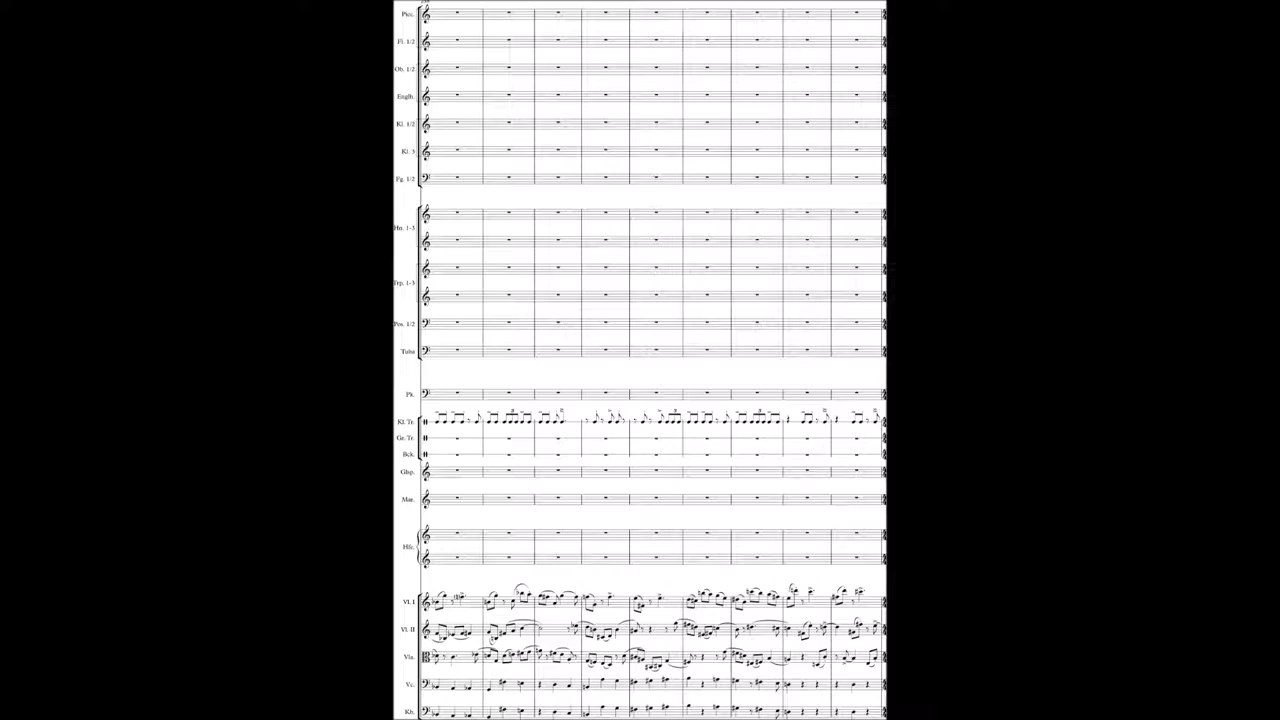 Picc.
Fl. 1/2
Ob. 1/2
Englh.
Kl. 1/2
Kl. 3
Fg. 1/2
Hn. 1-3
Trp. 1-3
Pos. 1/2
Tuba
Pk.
Kl. Tr.
Gr. Tr.
Bck.
Glsp.
Mar.
Hfe.
Vl. I
Vl. II
Vla.
Vc.
Kb.